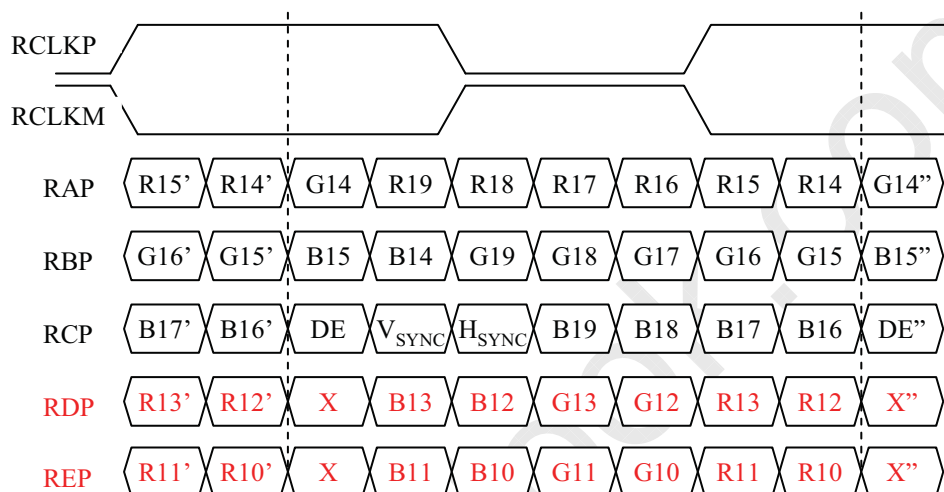 RCLKP
RCLKM
RAP R15’ R14’ G14 R19 R18 R17 R16 R15 R14 G14”
RBP G16’ G15’ B15 B14 G19 G18 G17 G16 G15 B15”
RCP B17’ B16’ DE VSYNC HSYNC B19 B18 B17 B16 DE”
RDP R13’ R12’ X B13 B12 G13 G12 R13 R12 X”
REP R11’ R10’ X B11 B10 G11 G10 R11 R10 X”